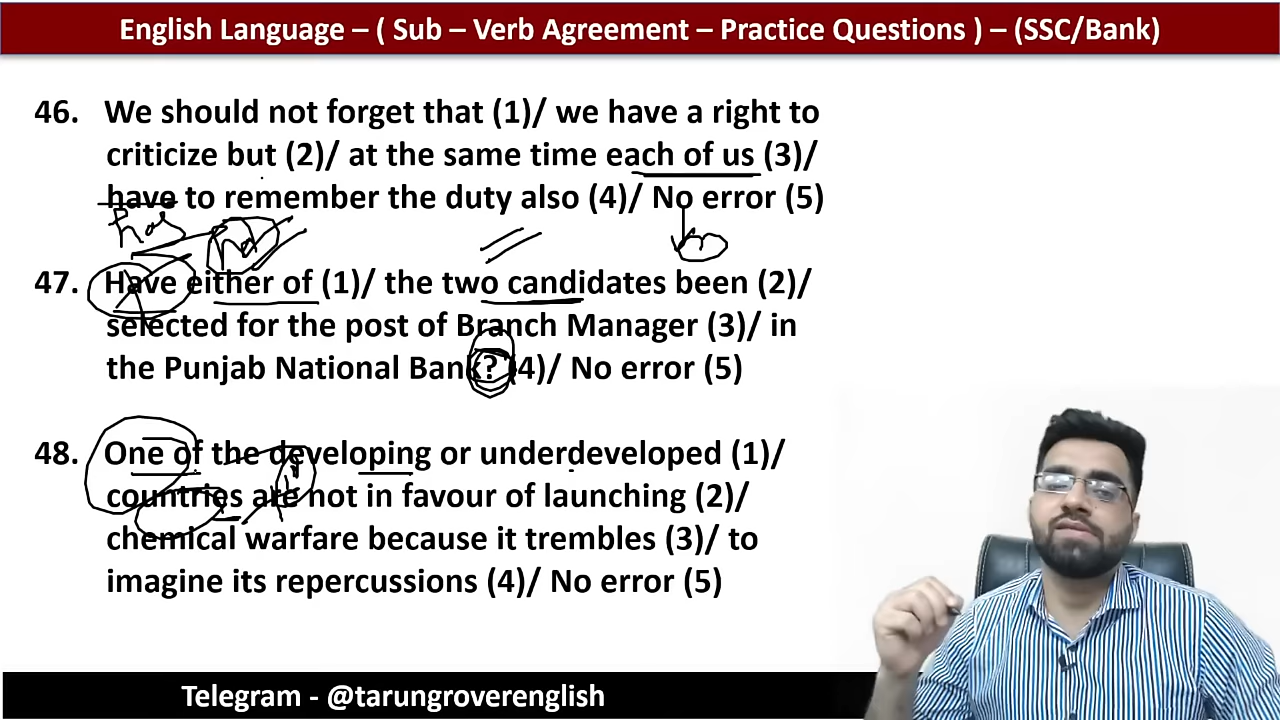 English Language – ( Sub – Verb Agreement – Practice Questions ) – (SSC/Bank)
46. We should not forget that (1)/ we have a right to
criticize but (2)/ at the same time each of us (3)/
have to remember the duty also (4)/ No error (5)
Has
47. Have either of (1)/ the two candidates been (2)/
selected for the post of Branch Manager (3)/ in
the Punjab National Bank? (4)/ No error (5)
48. One of the developing or underdeveloped (1)/
countries are not in favour of launching (2)/
chemical warfare because it trembles (3)/ to
imagine its repercussions (4)/ No error (5)
Telegram - @tarungroverenglish